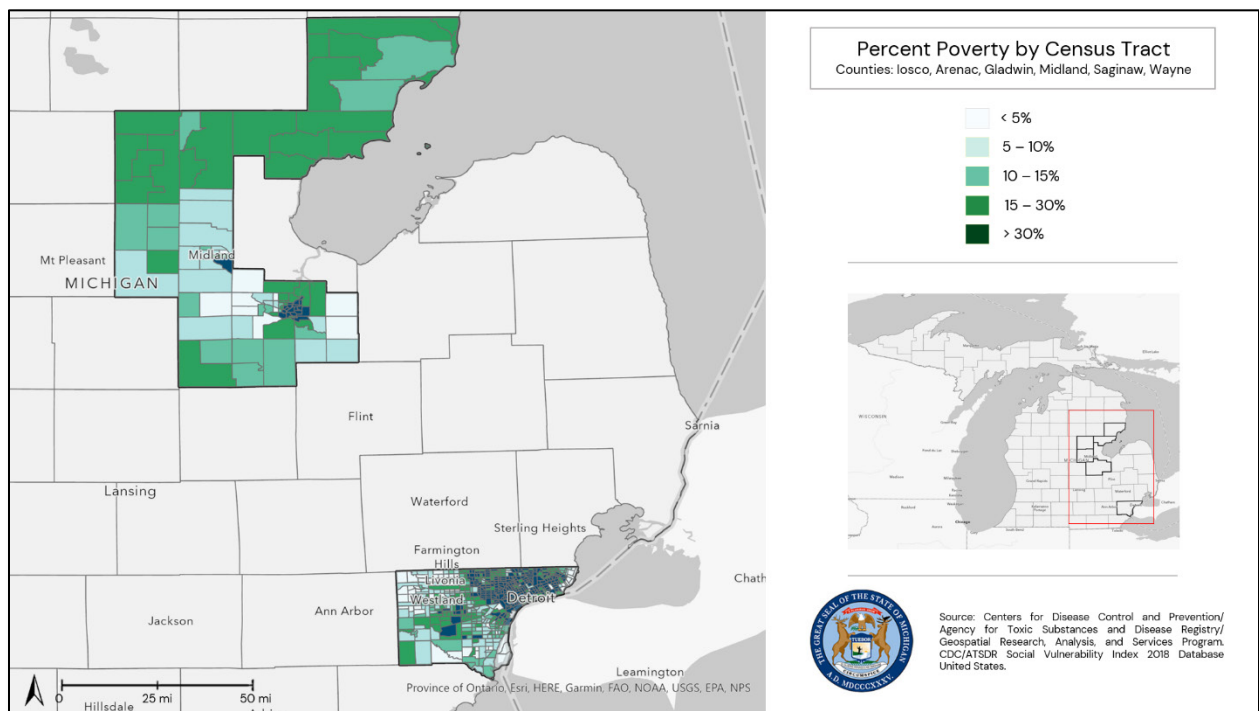 Percent Poverty by Census Tract
Counties: Iosco, Arenac, Gladwin, Midland, Saginaw, Wayne
< 5%
5 – 10%
10 – 15%
15 – 30%
> 30%
Mt Pleasant
Midland
MICHIGAN
Flint
Sarnia
Lansing
Waterford
Sterling Heights
Farmington
Hills
Livonia
Westland
Detroit
Chath
Ann Arbor
Jackson
Leamington
Province of Ontario, Esri, HERE, Garmin, FAO, NOAA, USGS, EPA, NPS
0 25 mi 50 mi
Hillsdale
WISCONSIN
MICHIGAN
THE GREAT SEAL OF THE STATE OF MICHIGAN
TUEBOR
A.D. MDCCCXXXV.
Source: Centers for Disease Control and Prevention/
Agency for Toxic Substances and Disease Registry/
Geospatial Research, Analysis, and Services Program.
CDC/ATSDR Social Vulnerability Index 2018 Database
United States.